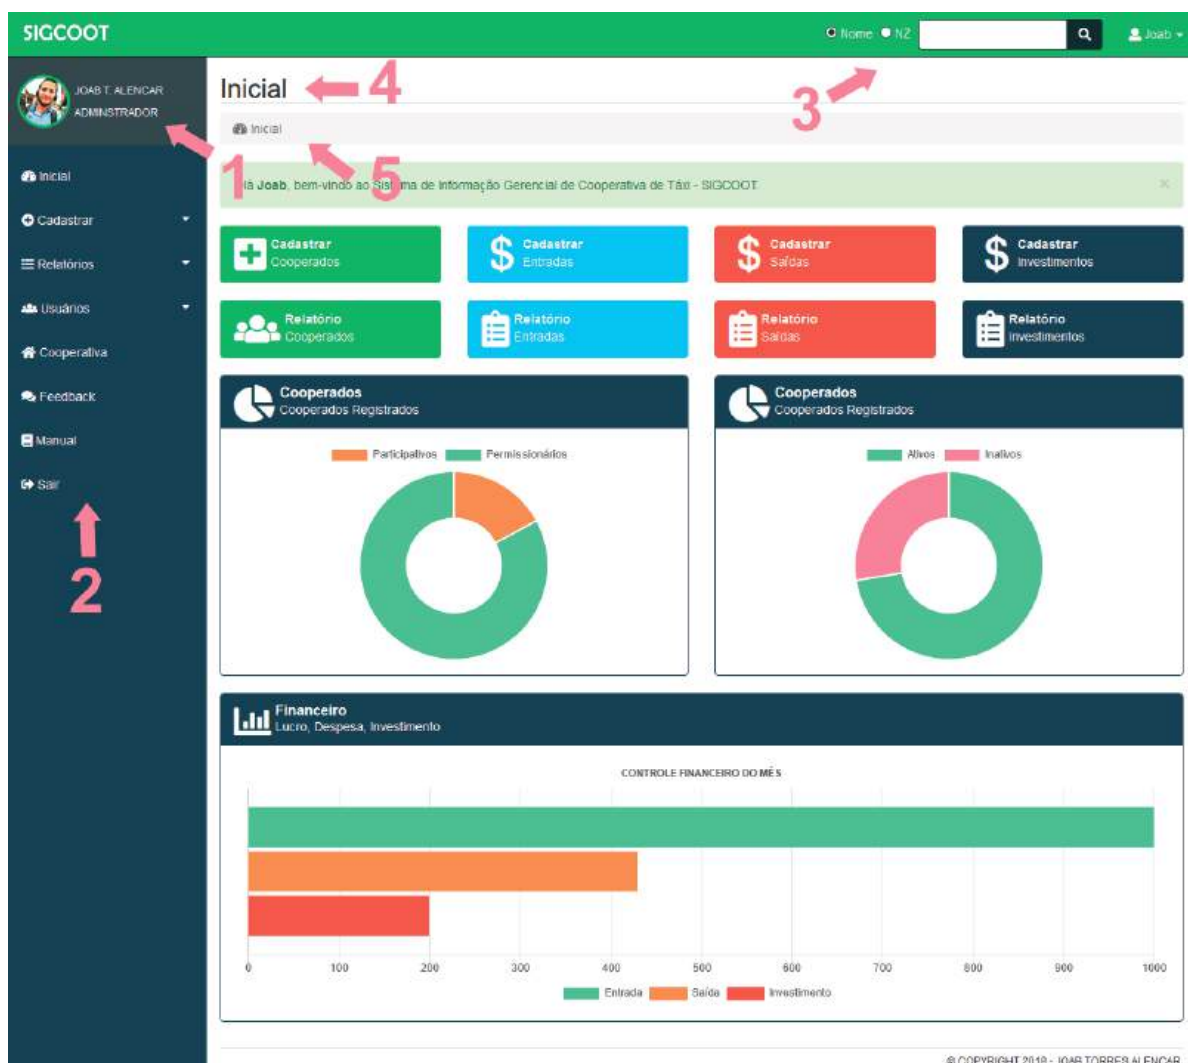 SIGCOOT
Nome NZ
Joab
JOAB T. ALENCAR
ADMINSTRADOR
1
2
3
Inicial
4
Inicial
5
Inicial
Cadastrar
Relatórios
Usuários
Cooperativa
Feedback
Manual
Sair
lá Joab, bem-vindo ao Sistema de Informação Gerencial de Cooperativa de Táxi - SIGCOOT.
Cadastrar
Cooperados
Cadastrar
Entradas
Cadastrar
Saídas
Cadastrar
Investimentos
Relatório
Cooperados
Relatório
Entradas
Relatório
Saídas
Relatório
Investimentos
Cooperados
Cooperados Registrados
Participativos Permissionários
Cooperados
Cooperados Registrados
Ativos Inativos
Financeiro
Lucro, Despesa, Investimento
CONTROLE FINANCEIRO DO MÊS
0 100 200 300 400 500 600 700 800 900 1000
Entrada Saída Investimento
© COPYRIGHT 2018 - JOAB TORRES ALENCAR